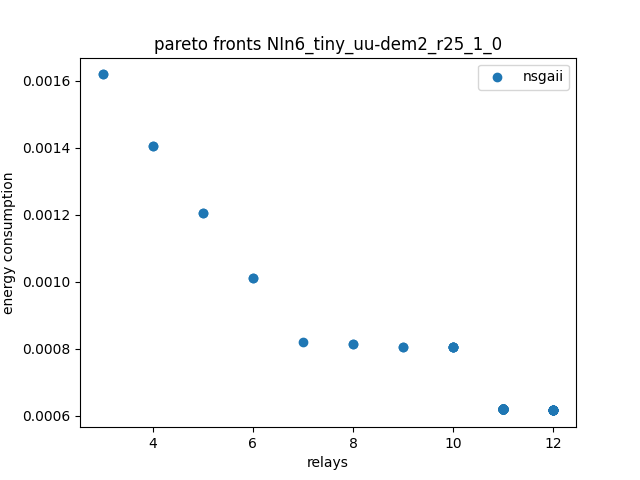 pareto fronts NIn6_tiny_uu-dem2_r25_1_0
nsgaii
0.0016
0.0014
0.0012
0.0010
0.0008
0.0006
energy consumption
4
6
8
10
12
relays